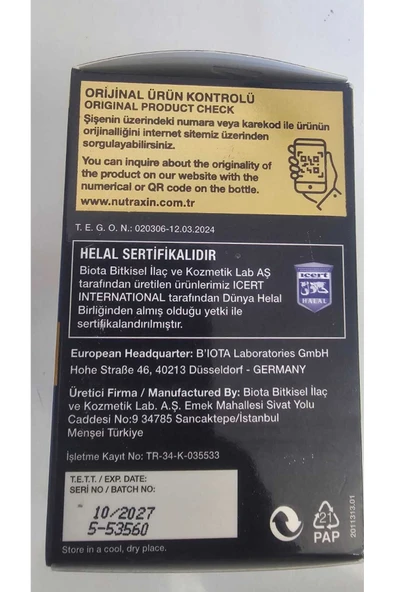 ORİJİNAL ÜRÜN KONTROLÜ
ORIGINAL PRODUCT CHECK
Şişenin üzerindeki numara veya karekod ile ürünün
orijinalliğini internet sitemiz üzerinden
sorgulayabilirsiniz.
You can inquire about the originality of
the product on our website with the
numerical or QR code on the bottle.
www.nutraxin.com.tr
T. E. G. O. N.: 020306-12.03.2024
HELAL SERTİFİKALIDIR
Biota Bitkisel İlaç ve Kozmetik Lab AŞ
tarafından üretilen ürünlerimiz ICERT
INTERNATIONAL tarafından Dünya Helal
Birliğinden almış olduğu yetki ile
sertifikalandırılmıştır.
ICERT
HALAL
European Headquarter: B'IOTA Laboratories GmbH
Hohe Straße 46, 40213 Düsseldorf - GERMANY
Üretici Firma / Manufactured By: Biota Bitkisel İlaç
ve Kozmetik Lab. A.Ş. Emek Mahallesi Sivat Yolu
Caddesi No:9 34785 Sancaktepe/İstanbul
Menşei Türkiye
İşletme Kayıt No: TR-34-K-035533
T.E.T.T. / EXP. DATE:
SERİ NO / BATCH NO:
10/2027
5-53560
Store in a cool, dry place.
21
PAP
2011313.01